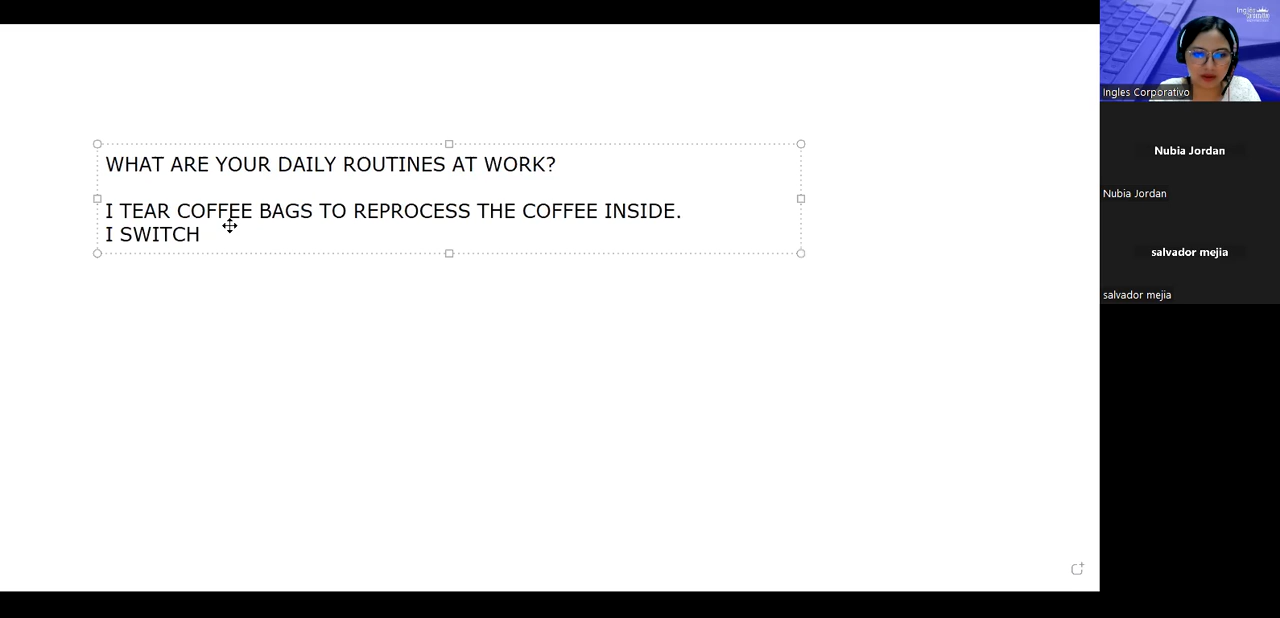 WHAT ARE YOUR DAILY ROUTINES AT WORK?
I TEAR COFFEE BAGS TO REPROCESS THE COFFEE INSIDE.
I SWITCH
Ingles
Ingles Corporativo
Nubia Jordan
Nubia Jordan
salvador mejia
salvador mejia